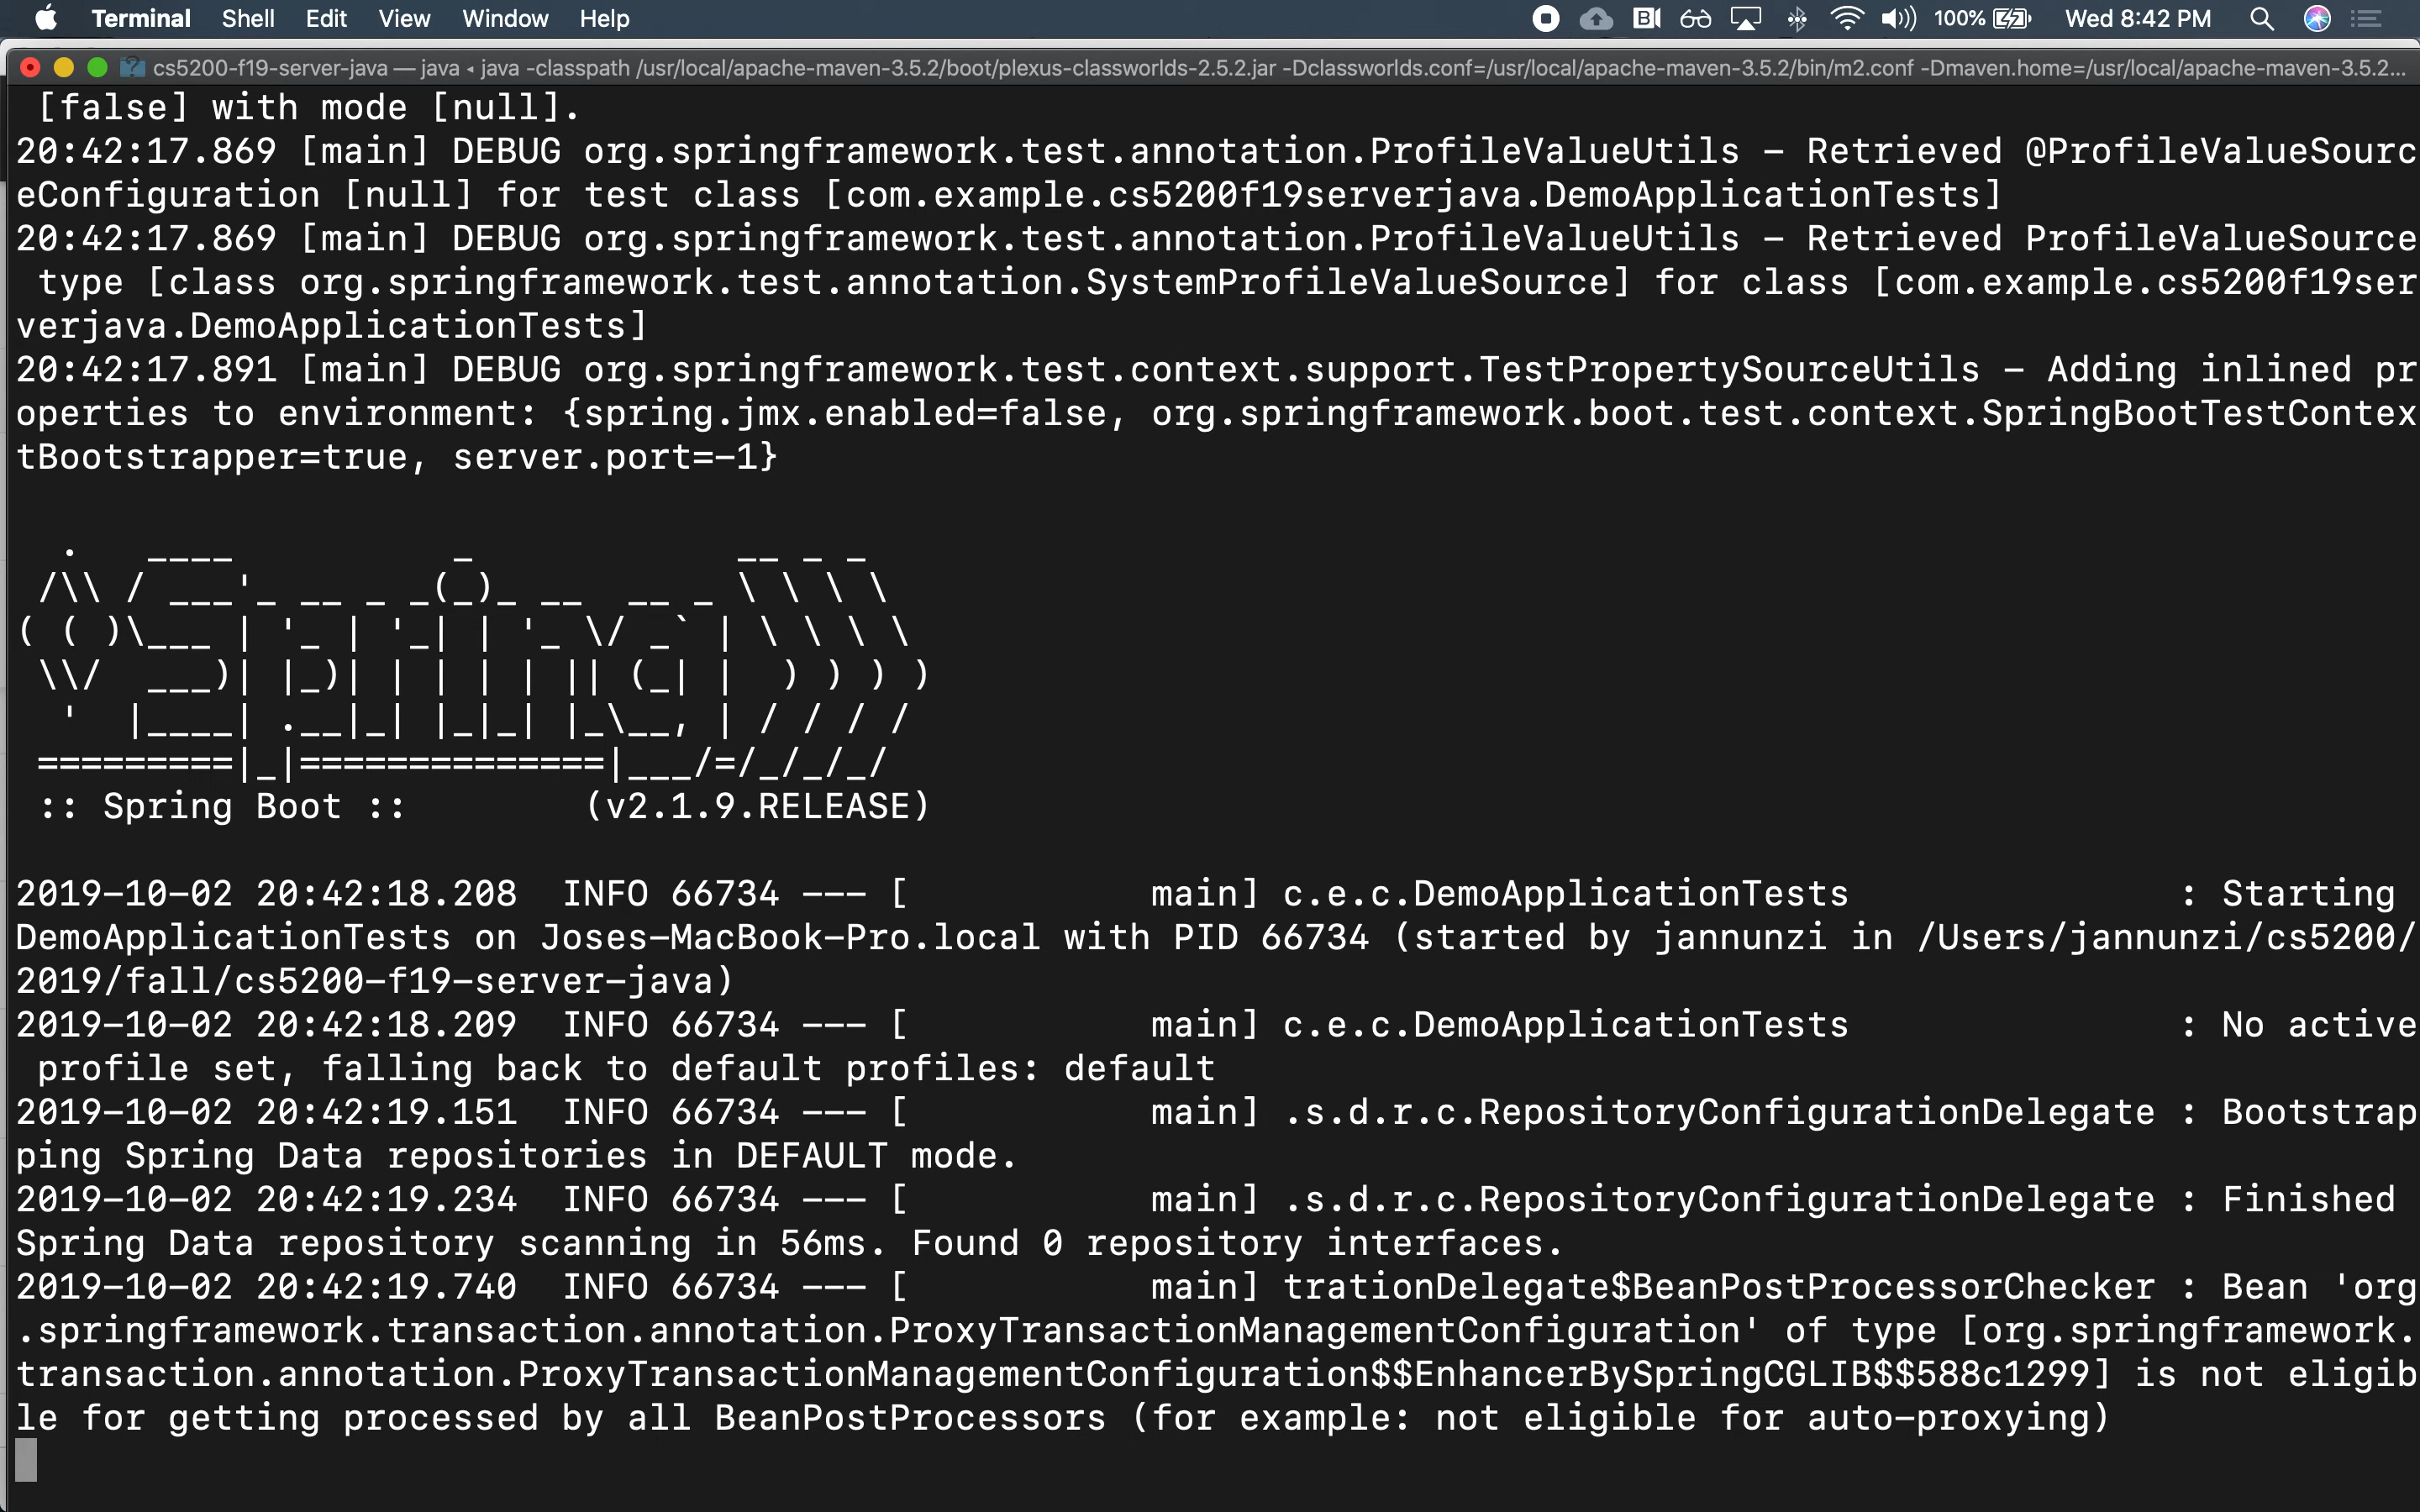 Terminal Shell Edit View Window Help 100% Wed 8:42 PM
cs5200-f19-server-java — java ◂ java -classpath /usr/local/apache-maven-3.5.2/boot/plexus-classworlds-2.5.2.jar -Dclassworlds.conf=/usr/local/apache-maven-3.5.2/bin/m2.conf -Dmaven.home=/usr/local/apache-maven-3.5.2...
 [false] with mode [null].
20:42:17.869 [main] DEBUG org.springframework.test.annotation.ProfileValueUtils - Retrieved @ProfileValueSourc
eConfiguration [null] for test class [com.example.cs5200f19serverjava.DemoApplicationTests]
20:42:17.869 [main] DEBUG org.springframework.test.annotation.ProfileValueUtils - Retrieved ProfileValueSource
 type [class org.springframework.test.annotation.SystemProfileValueSource] for class [com.example.cs5200f19ser
verjava.DemoApplicationTests]
20:42:17.891 [main] DEBUG org.springframework.test.context.support.TestPropertySourceUtils - Adding inlined pr
operties to environment: {spring.jmx.enabled=false, org.springframework.boot.test.context.SpringBootTestContex
tBootstrapper=true, server.port=-1}
  .   ____          _            __ _ _
 /\\ / ___'_ __ _ _(_)_ __  __ _ \ \ \ \
( ( )\___ | '_ | '_| | '_ \/ _` | \ \ \ \
 \\/  ___)| |_)| | | | | || (_| |  ) ) ) )
  '  |____| .__|_| |_|_| |_\__, | / / / /
 =========|_|==============|___/=/_/_/_/
 :: Spring Boot ::        (v2.1.9.RELEASE)
2019-10-02 20:42:18.208  INFO 66734 --- [           main] c.e.c.DemoApplicationTests               : Starting 
DemoApplicationTests on Joses-MacBook-Pro.local with PID 66734 (started by jannunzi in /Users/jannunzi/cs5200/
2019/fall/cs5200-f19-server-java)
2019-10-02 20:42:18.209  INFO 66734 --- [           main] c.e.c.DemoApplicationTests               : No active
 profile set, falling back to default profiles: default
2019-10-02 20:42:19.151  INFO 66734 --- [           main] .s.d.r.c.RepositoryConfigurationDelegate : Bootstrap
ping Spring Data repositories in DEFAULT mode.
2019-10-02 20:42:19.234  INFO 66734 --- [           main] .s.d.r.c.RepositoryConfigurationDelegate : Finished 
Spring Data repository scanning in 56ms. Found 0 repository interfaces.
2019-10-02 20:42:19.740  INFO 66734 --- [           main] trationDelegate$BeanPostProcessorChecker : Bean 'org
.springframework.transaction.annotation.ProxyTransactionManagementConfiguration' of type [org.springframework.
transaction.annotation.ProxyTransactionManagementConfiguration$$EnhancerBySpringCGLIB$$588c1299] is not eligib
le for getting processed by all BeanPostProcessors (for example: not eligible for auto-proxying)